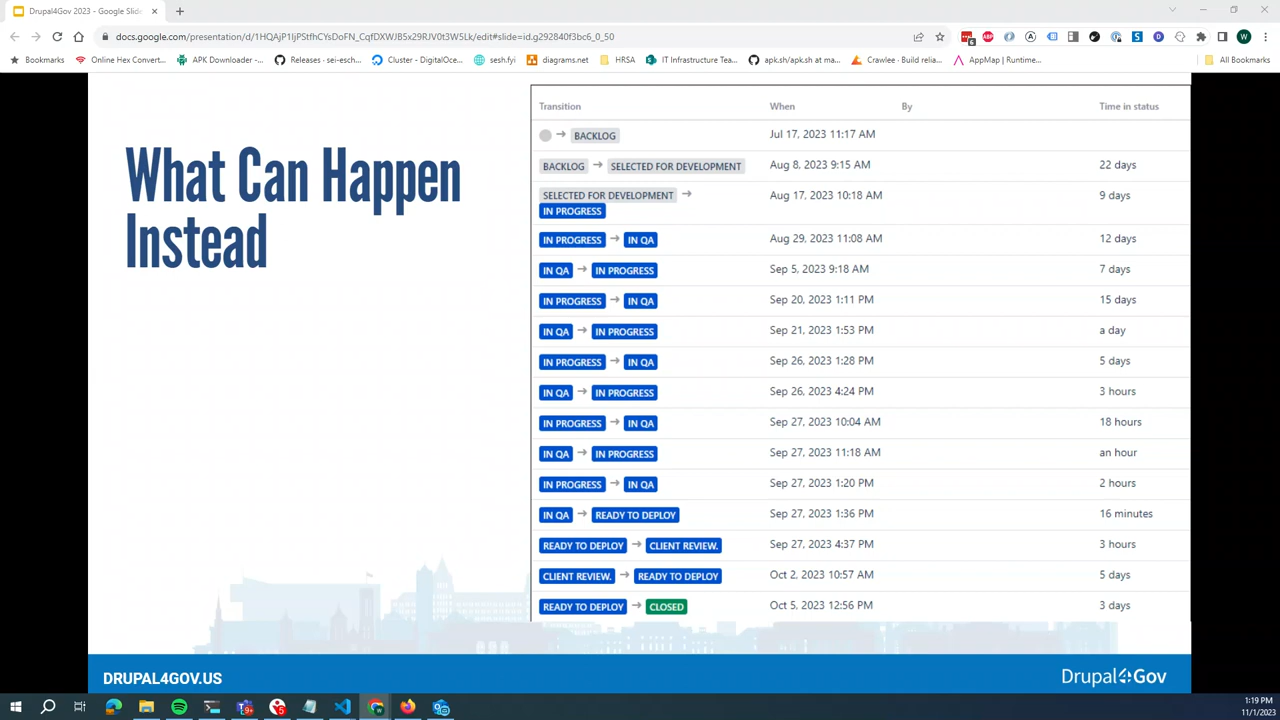 Drupal4Gov 2023 - Google Slide
docs.google.com/presentation/d/1HQAjP1IjPStfhCYsDoFN_CqfDXWJB5x29RJV0t3W5Lk/edit#slide=id.g292840f3bc6_0_50
Bookmarks
Online Hex Convert...
APK Downloader -...
Releases · sei-esch...
Cluster - DigitalOce...
sesh.fyi
diagrams.net
HRSA
IT Infrastructure Tea...
apk.sh/apk.sh at ma...
Crawlee · Build relia...
AppMap | Runtime...
All Bookmarks
What Can Happen
Instead
Transition When By Time in status
→ BACKLOG Jul 17, 2023 11:17 AM
BACKLOG → SELECTED FOR DEVELOPMENT Aug 8, 2023 9:15 AM 22 days
SELECTED FOR DEVELOPMENT → Aug 17, 2023 10:18 AM 9 days
IN PROGRESS
IN PROGRESS → IN QA Aug 29, 2023 11:08 AM 12 days
IN QA → IN PROGRESS Sep 5, 2023 9:18 AM 7 days
IN PROGRESS → IN QA Sep 20, 2023 1:11 PM 15 days
IN QA → IN PROGRESS Sep 21, 2023 1:53 PM a day
IN PROGRESS → IN QA Sep 26, 2023 1:28 PM 5 days
IN QA → IN PROGRESS Sep 26, 2023 4:24 PM 3 hours
IN PROGRESS → IN QA Sep 27, 2023 10:04 AM 18 hours
IN QA → IN PROGRESS Sep 27, 2023 11:18 AM an hour
IN PROGRESS → IN QA Sep 27, 2023 1:20 PM 2 hours
IN QA → READY TO DEPLOY Sep 27, 2023 1:36 PM 16 minutes
READY TO DEPLOY → CLIENT REVIEW. Sep 27, 2023 4:37 PM 3 hours
CLIENT REVIEW. → READY TO DEPLOY Oct 2, 2023 10:57 AM 5 days
READY TO DEPLOY → CLOSED Oct 5, 2023 12:56 PM 3 days
DRUPAL4GOV.US
Drupal4Gov
1:19 PM
11/1/2023